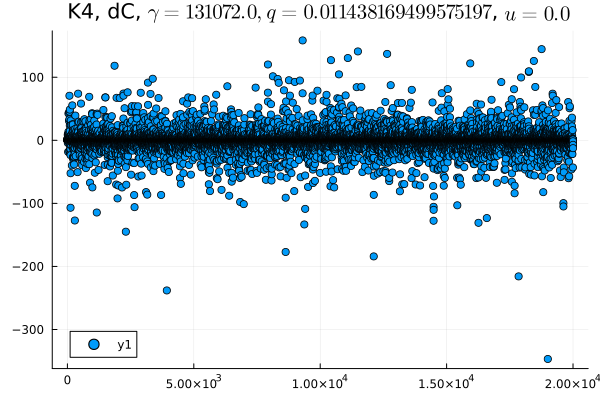 K4, dC, γ = 131072.0, q = 0.011438169499575197, u = 0.0
100
0
−100
−200
−300
y1
0 5.00×10³ 1.00×10⁴ 1.50×10⁴ 2.00×10⁴